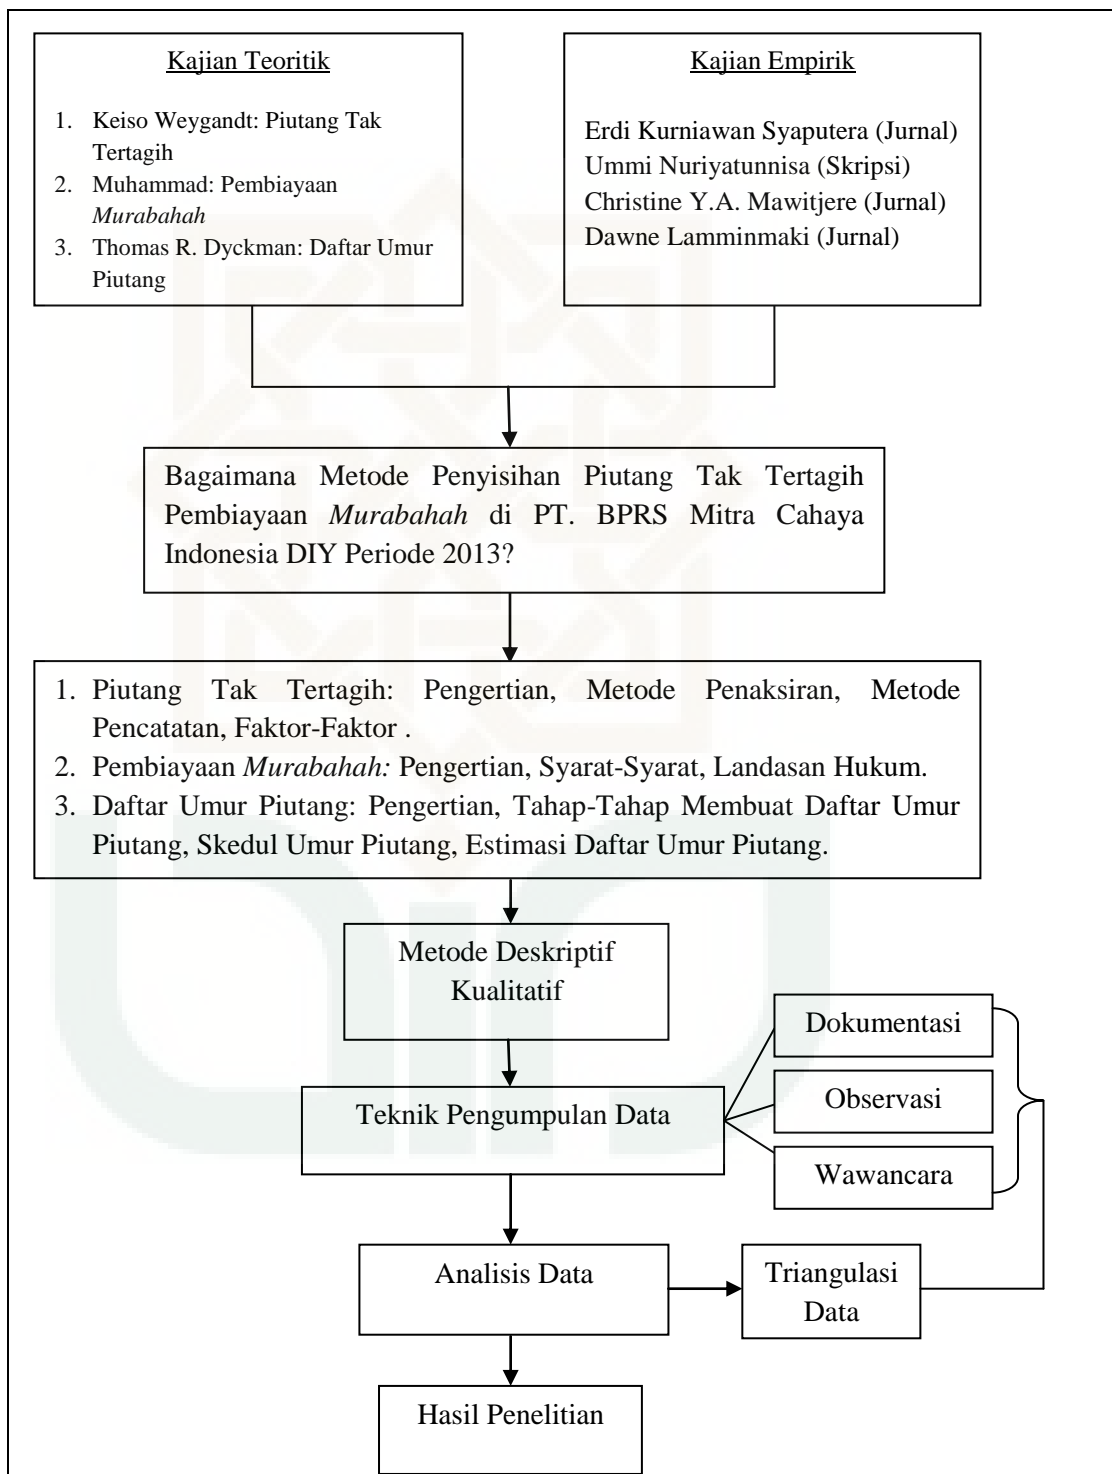 Kajian Teoritik
1. Keiso Weygandt: Piutang Tak
Tertagih
2. Muhammad: Pembiayaan
Murabahah
3. Thomas R. Dyckman: Daftar Umur
Piutang
Kajian Empirik
Erdi Kurniawan Syaputera (Jurnal)
Ummi Nuriyatunnisa (Skripsi)
Christine Y.A. Mawitjere (Jurnal)
Dawne Lamminmaki (Jurnal)
Bagaimana Metode Penyisihan Piutang Tak Tertagih
Pembiayaan Murabahah di PT. BPRS Mitra Cahaya
Indonesia DIY Periode 2013?
1. Piutang Tak Tertagih: Pengertian, Metode Penaksiran, Metode
Pencatatan, Faktor-Faktor .
2. Pembiayaan Murabahah: Pengertian, Syarat-Syarat, Landasan Hukum.
3. Daftar Umur Piutang: Pengertian, Tahap-Tahap Membuat Daftar Umur
Piutang, Skedul Umur Piutang, Estimasi Daftar Umur Piutang.
Metode Deskriptif
Kualitatif
Teknik Pengumpulan Data
Dokumentasi
Observasi
Wawancara
Analisis Data
Triangulasi
Data
Hasil Penelitian